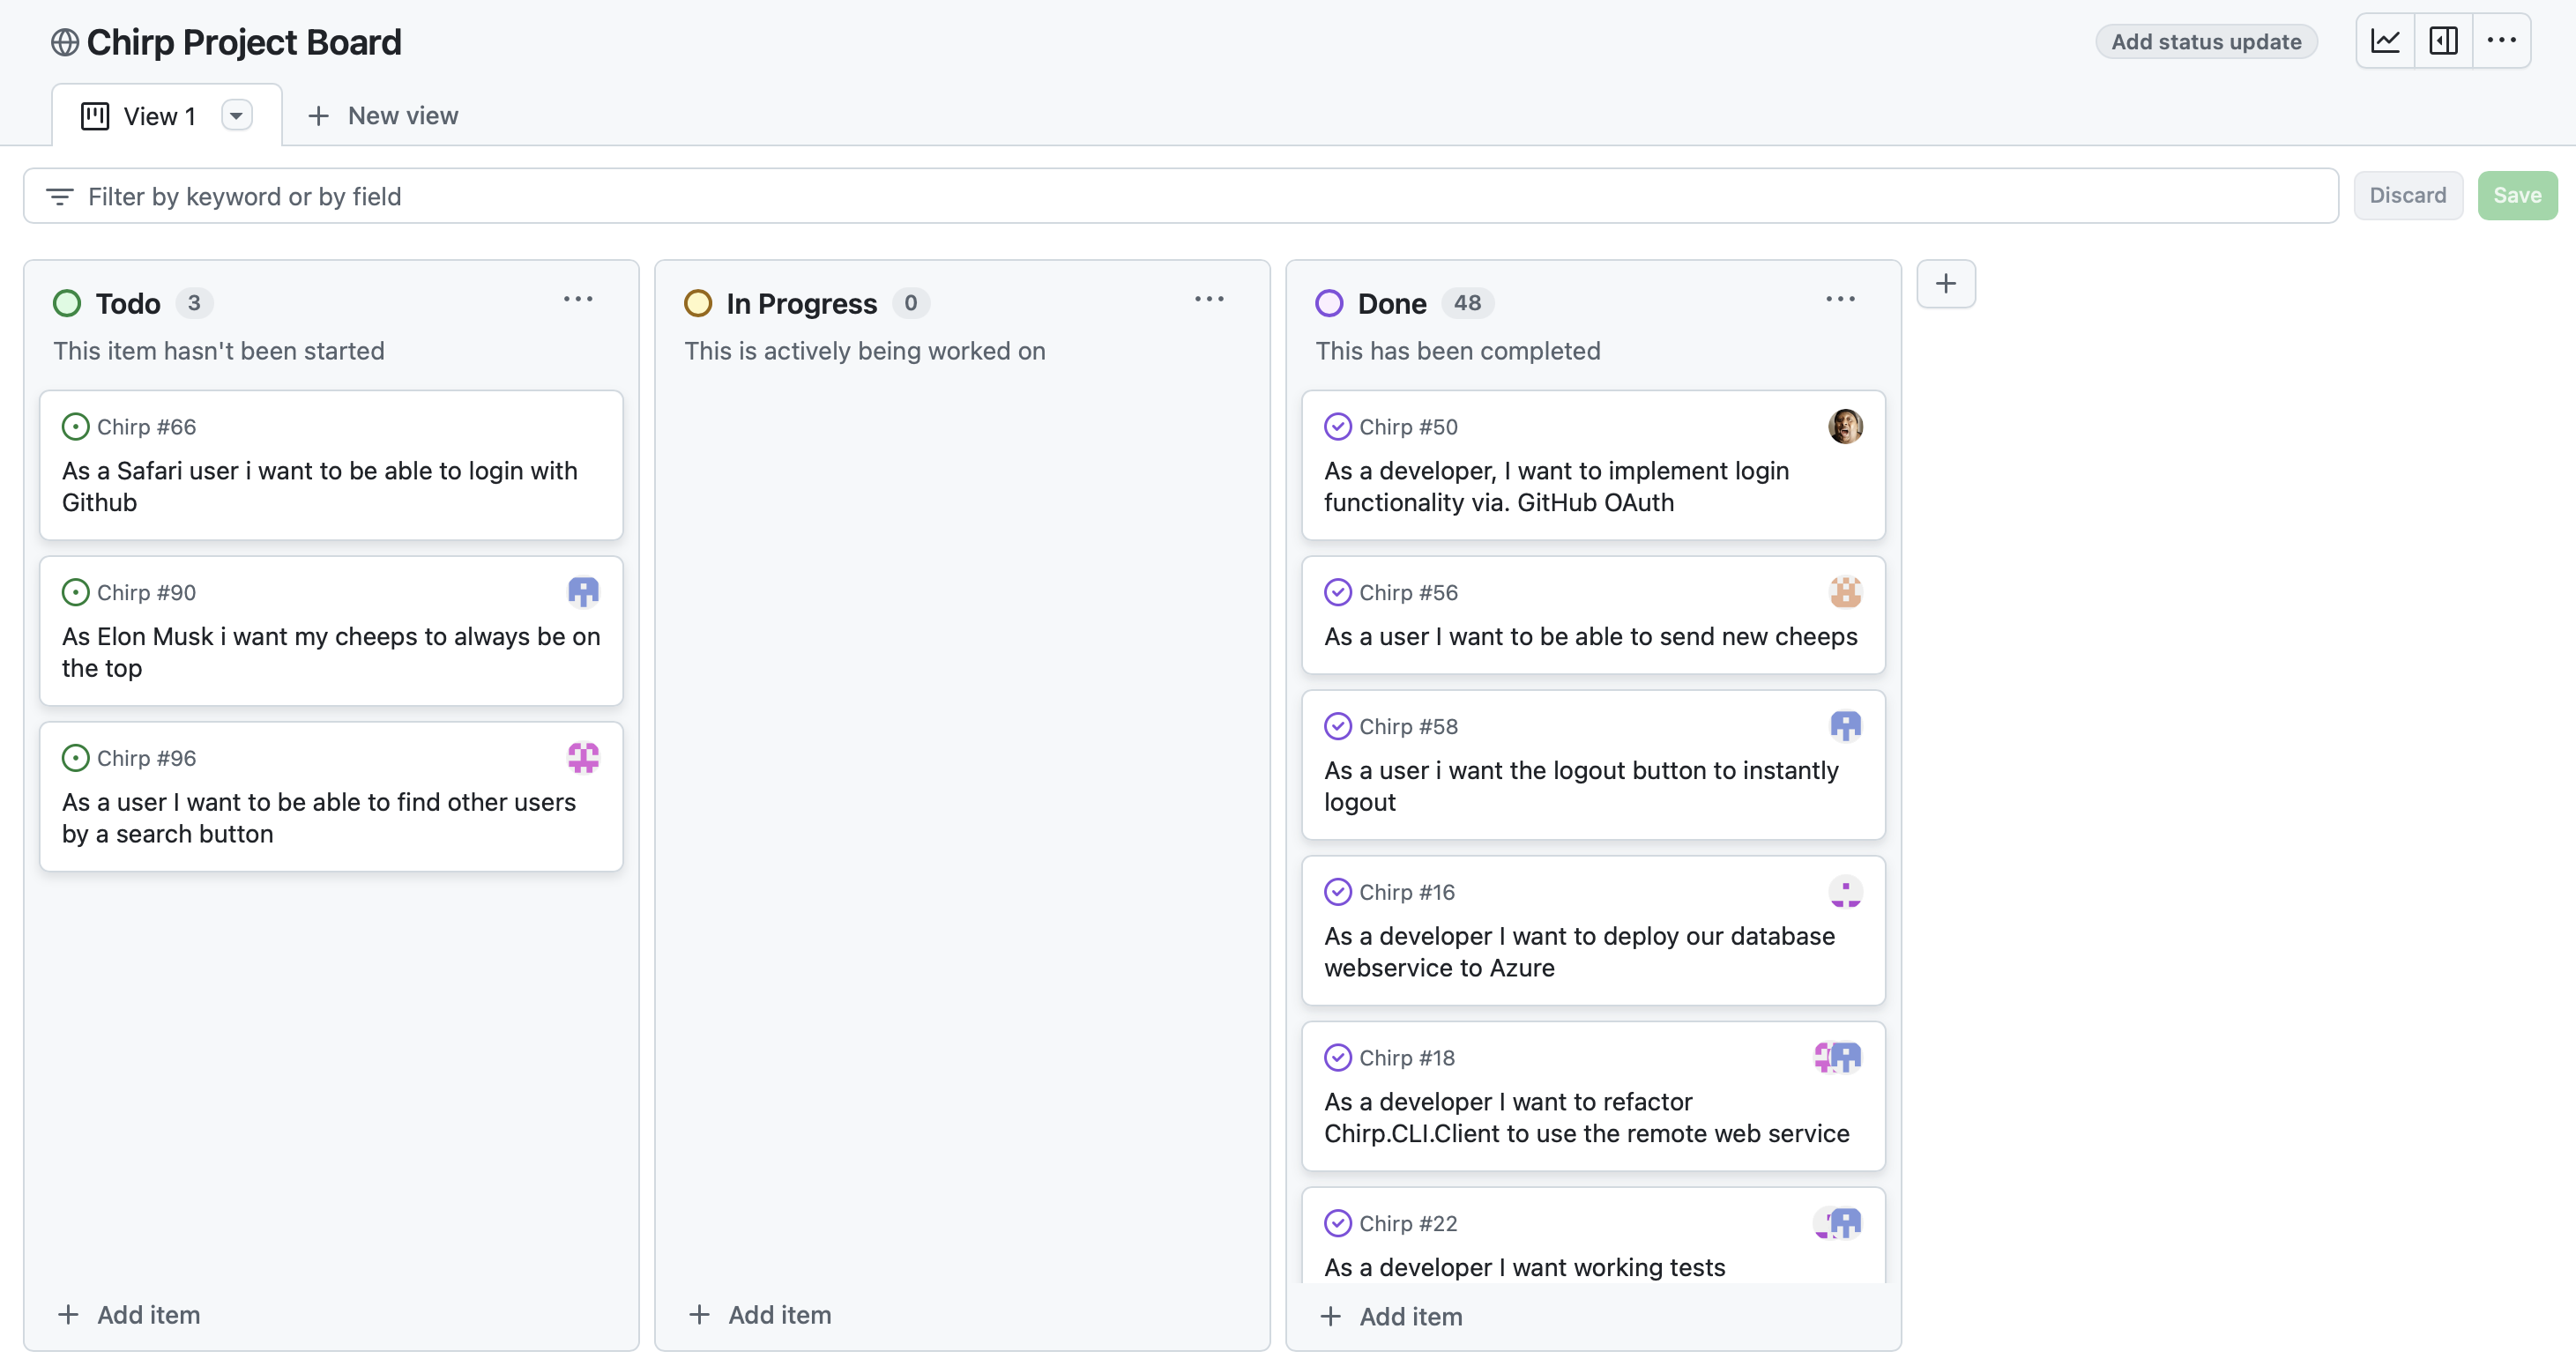 Chirp Project Board
Add status update
View 1
New view
Filter by keyword or by field
Discard
Save
Todo 3
This item hasn't been started
Chirp #66
As a Safari user i want to be able to login with
Github
Chirp #90
As Elon Musk i want my cheeps to always be on
the top
Chirp #96
As a user I want to be able to find other users
by a search button
Add item
In Progress 0
This is actively being worked on
Add item
Done 48
This has been completed
Chirp #50
As a developer, I want to implement login
functionality via. GitHub OAuth
Chirp #56
As a user I want to be able to send new cheeps
Chirp #58
As a user i want the logout button to instantly
logout
Chirp #16
As a developer I want to deploy our database
webservice to Azure
Chirp #18
As a developer I want to refactor
Chirp.CLI.Client to use the remote web service
Chirp #22
As a developer I want working tests
Add item